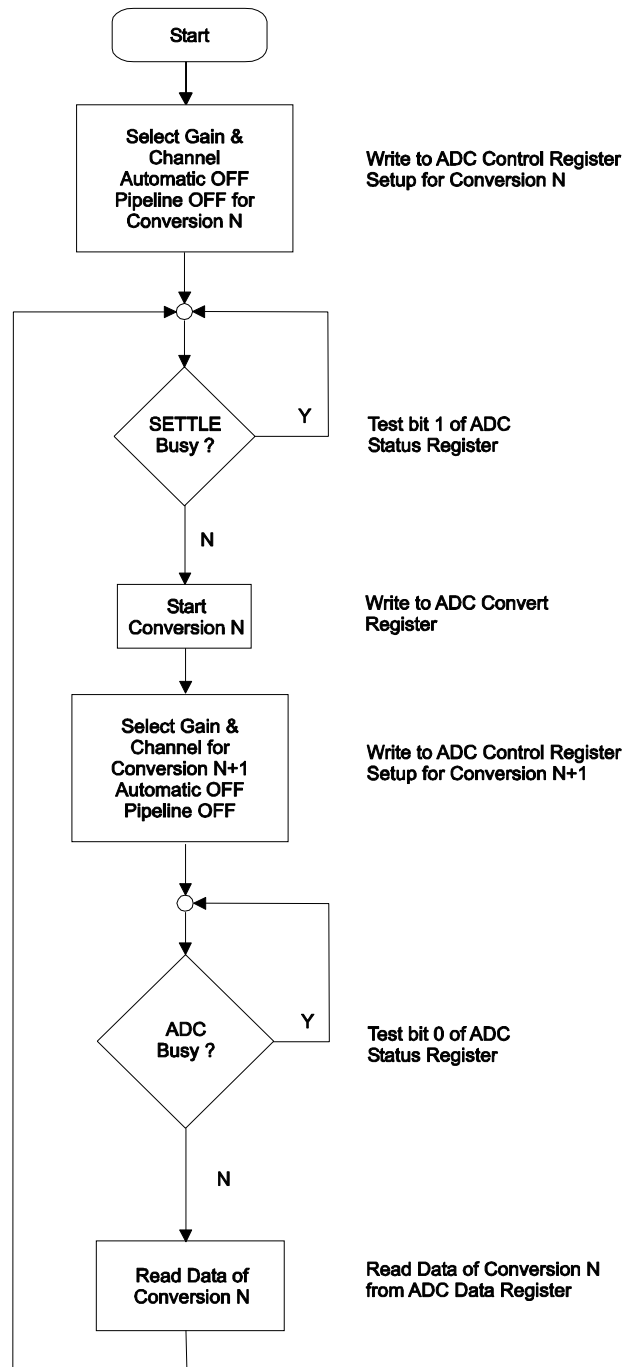 Start
Select Gain &
Channel
Automatic OFF
Pipeline OFF for
Conversion N
Write to ADC Control Register
Setup for Conversion N
SETTLE
Busy ?
Y
Test bit 1 of ADC
Status Register
N
Start
Conversion N
Write to ADC Convert
Register
Select Gain &
Channel for
Conversion N+1
Automatic OFF
Pipeline OFF
Write to ADC Control Register
Setup for Conversion N+1
ADC
Busy ?
Y
Test bit 0 of ADC
Status Register
N
Read Data of
Conversion N
Read Data of Conversion N
from ADC Data Register